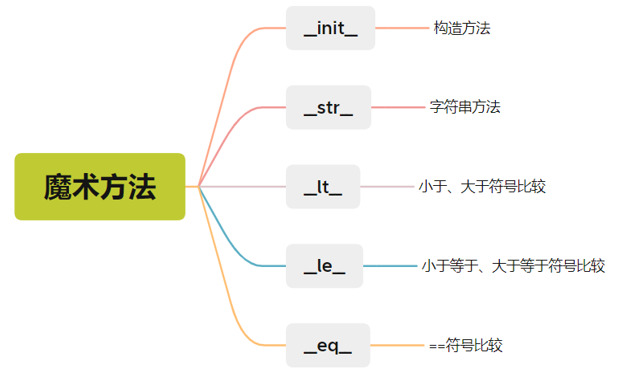 魔术方法
__init__
构造方法
__str__
字符串方法
__lt__
小于、大于符号比较
__le__
小于等于、大于等于符号比较
__eq__
==符号比较